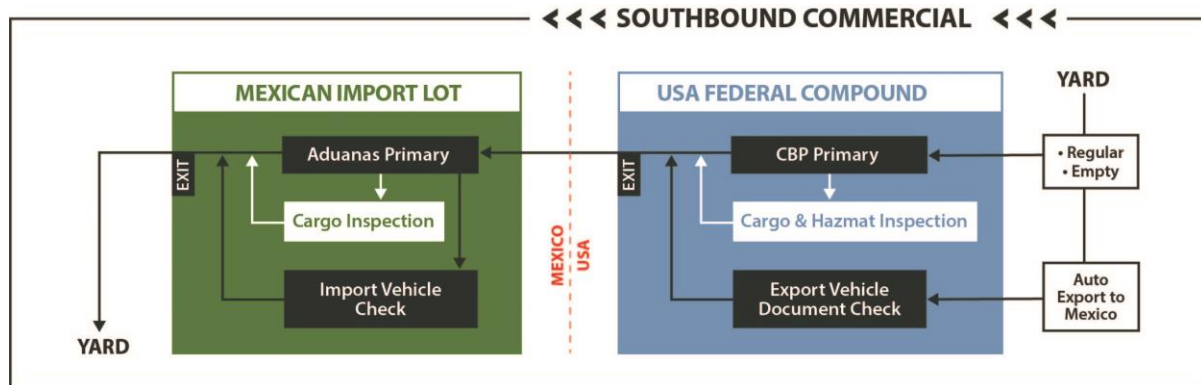 SOUTHBOUND COMMERCIAL
MEXICAN IMPORT LOT
Aduanas Primary
EXIT
Cargo Inspection
Import Vehicle
Check
YARD
MEXICO
USA
USA FEDERAL COMPOUND
CBP Primary
EXIT
Cargo & Hazmat Inspection
Export Vehicle
Document Check
YARD
• Regular
• Empty
Auto
Export to
Mexico